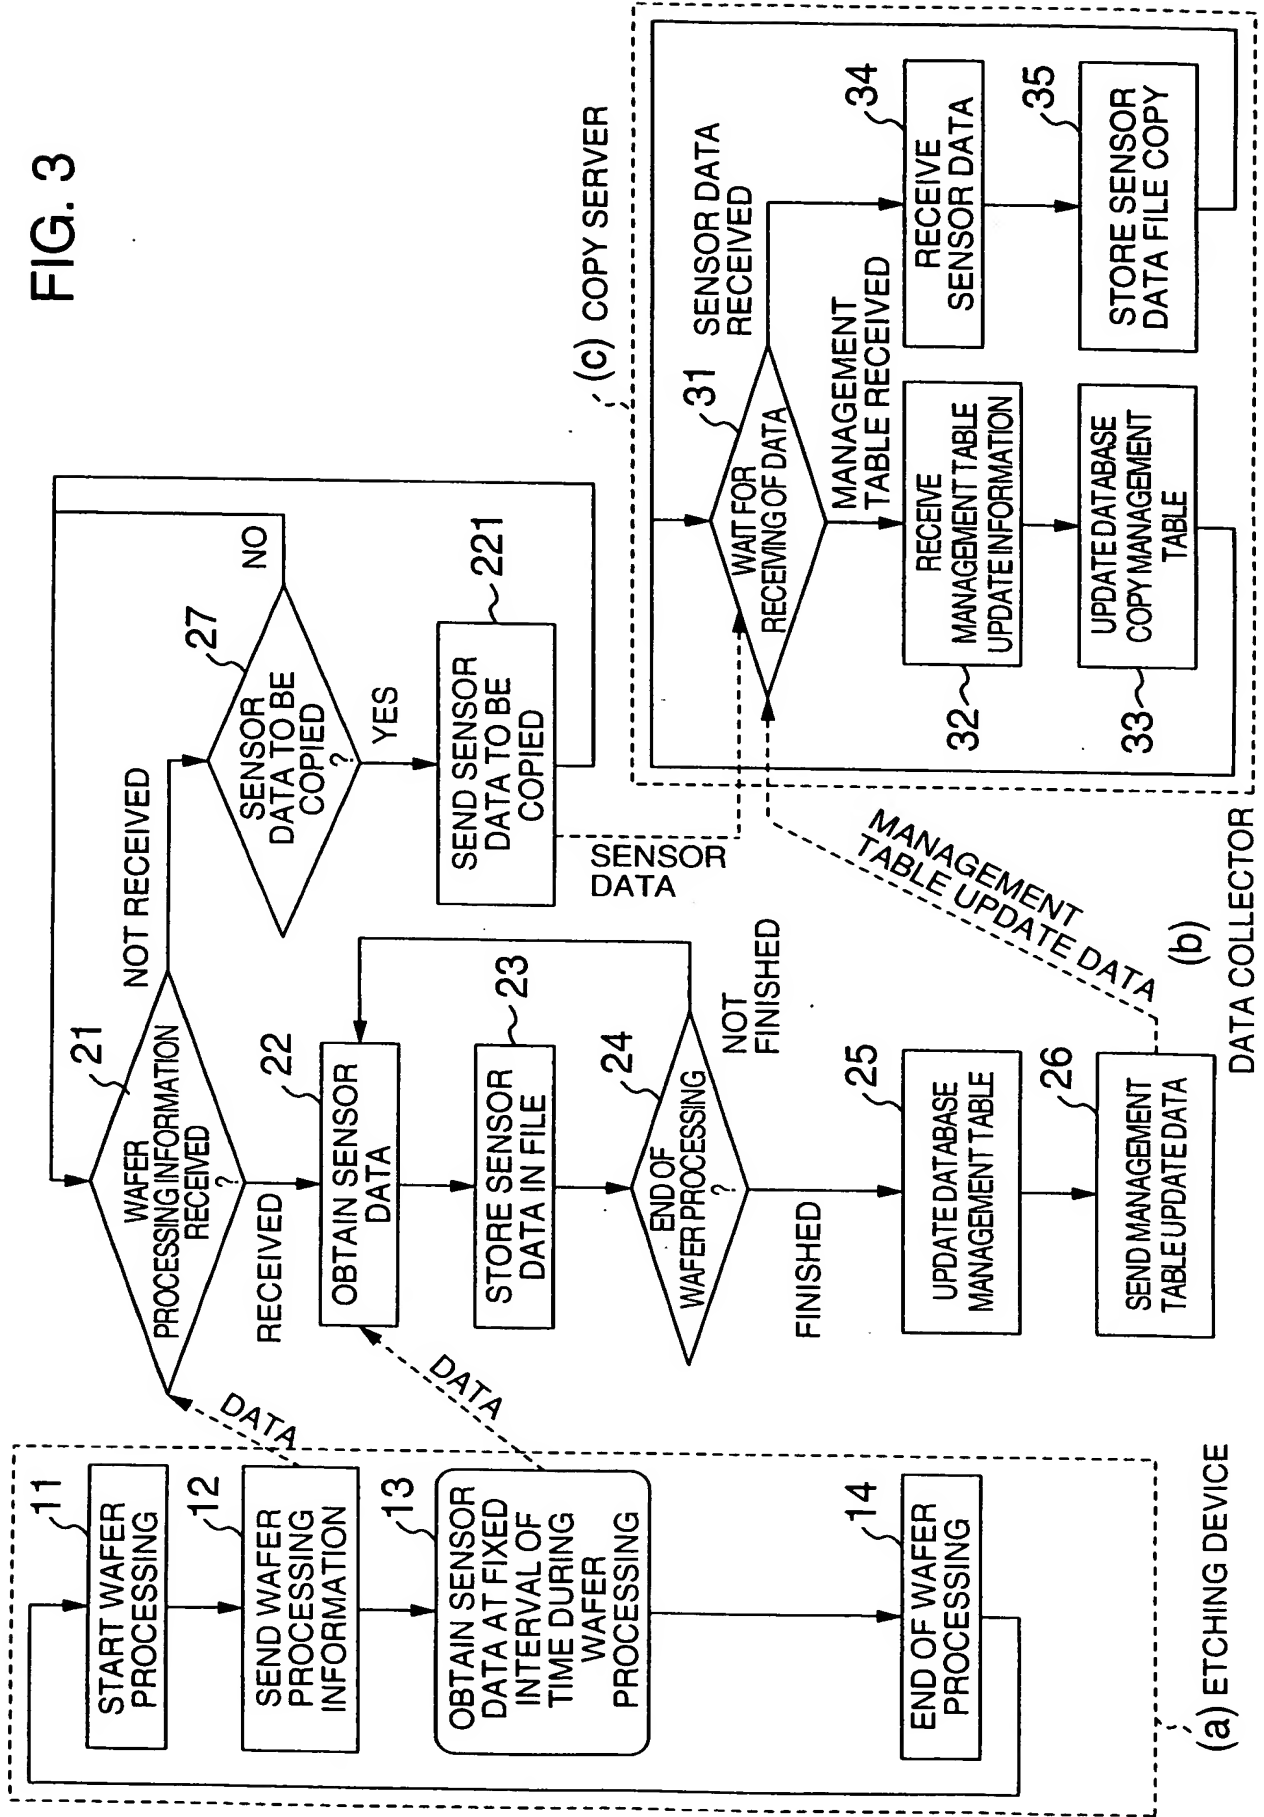 FIG. 3
11
START WAFER
PROCESSING
12
SEND WAFER
PROCESSING
INFORMATION
13
OBTAIN SENSOR
DATA AT FIXED
INTERVAL OF
TIME DURING
WAFER
PROCESSING
14
END OF WAFER
PROCESSING
(a) ETCHING DEVICE
DATA
DATA
21
WAFER
PROCESSING INFORMATION
RECEIVED
?
NOT RECEIVED
RECEIVED
22
OBTAIN SENSOR
DATA
23
STORE SENSOR
DATA IN FILE
24
END OF
WAFER PROCESSING
?
NOT
FINISHED
FINISHED
25
UPDATE DATABASE
MANAGEMENT TABLE
26
SEND MANAGEMENT
TABLE UPDATE DATA
(b)
DATA COLLECTOR
27
SENSOR
DATA TO BE
COPIED
?
NO
YES
221
SEND SENSOR
DATA TO BE
COPIED
SENSOR
DATA
MANAGEMENT
TABLE UPDATE DATA
(c) COPY SERVER
31
WAIT FOR
RECEIVING OF DATA
SENSOR DATA
RECEIVED
MANAGEMENT
TABLE RECEIVED
32
RECEIVE
MANAGEMENT TABLE
UPDATE INFORMATION
33
UPDATE DATABASE
COPY MANAGEMENT
TABLE
34
RECEIVE
SENSOR DATA
35
STORE SENSOR
DATA FILE COPY